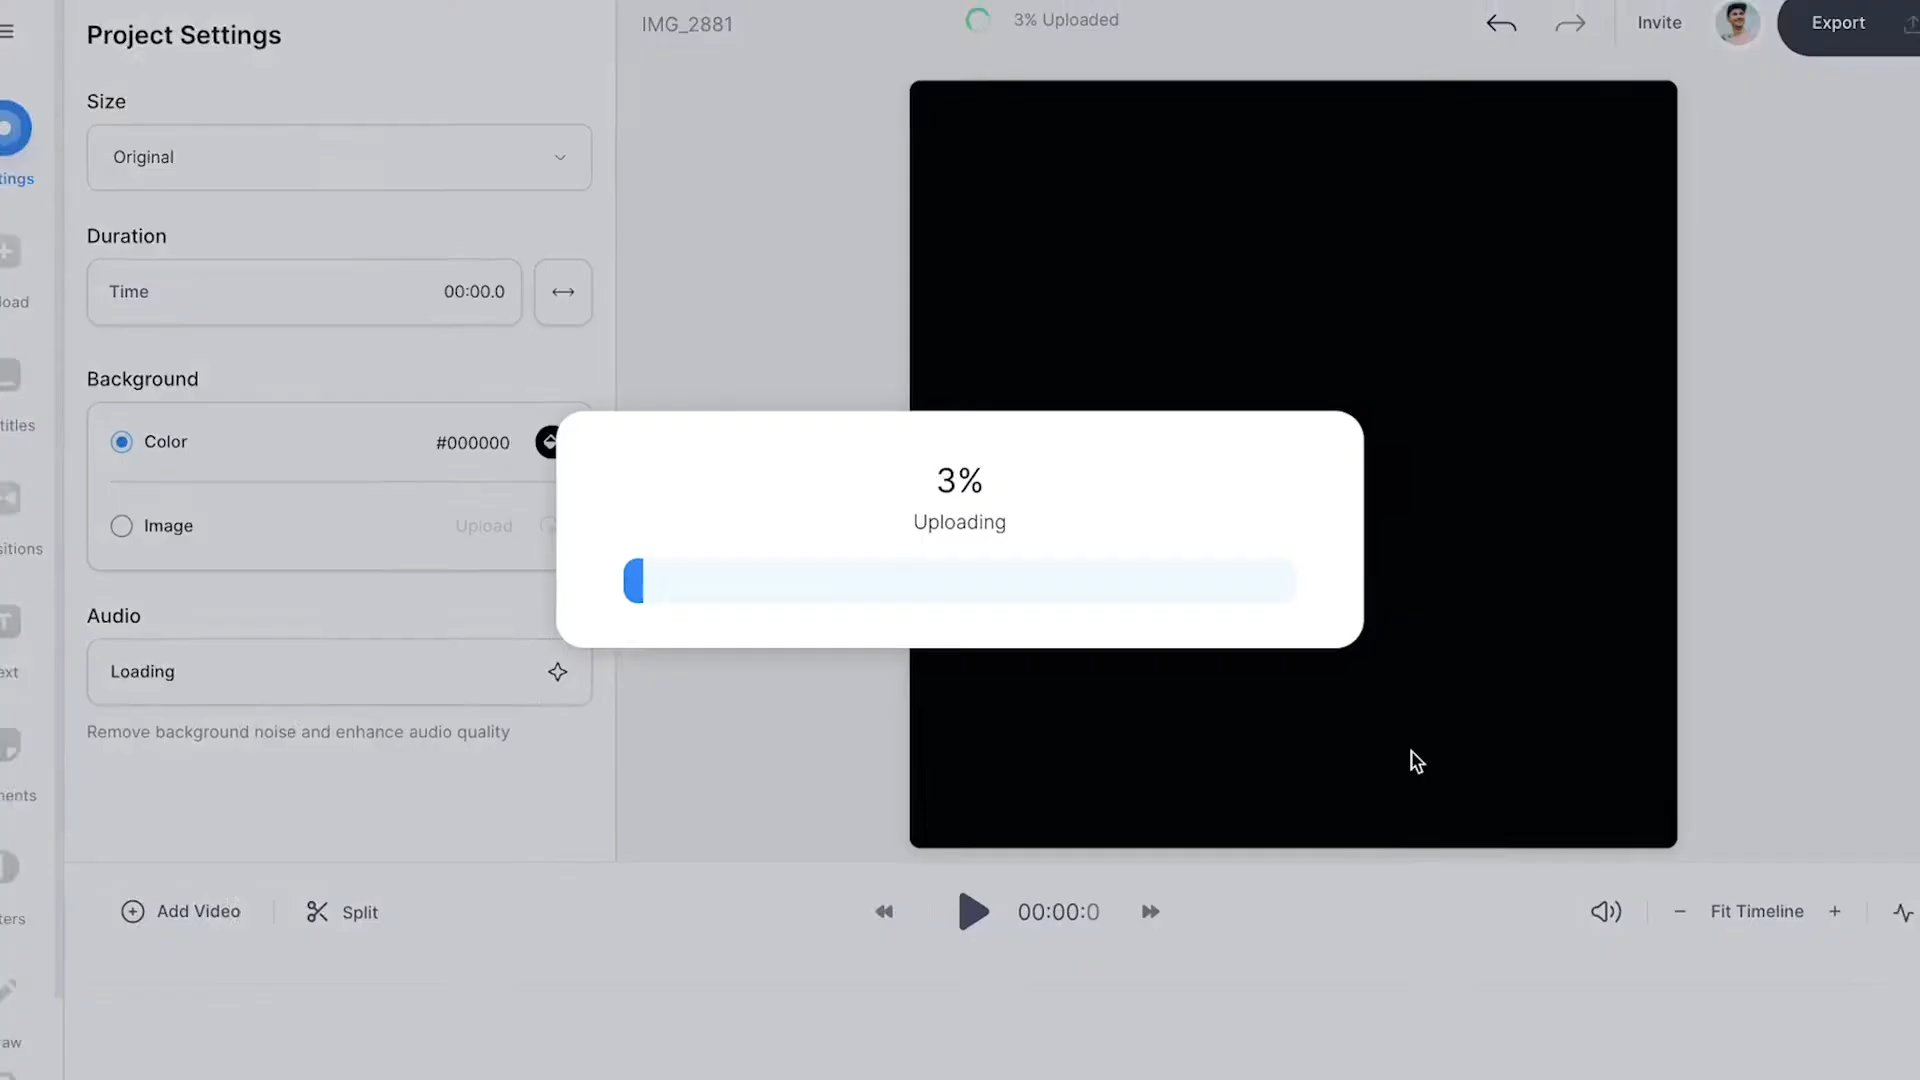 Project Settings
IMG_2881
3% Uploaded
Invite
Export
Size
Original
tings
Duration
Time
00:00.0
load
Background
Color
#000000
titles
Image
Upload
sitions
3%
Uploading
Audio
Loading
ext
Remove background noise and enhance audio quality
nents
Add Video
Split
00:00:0
Fit Timeline
ters
aw